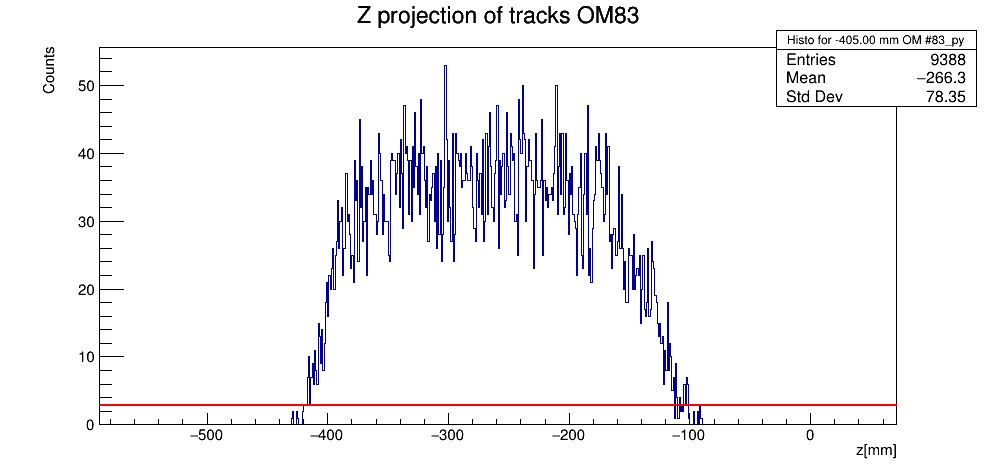 Z projection of tracks OM83
Histo for -405.00 mm OM #83_py
Entries 9388
Mean −266.3
Std Dev 78.35
Counts
50
40
30
20
10
0
−500 −400 −300 −200 −100 0
z[mm]